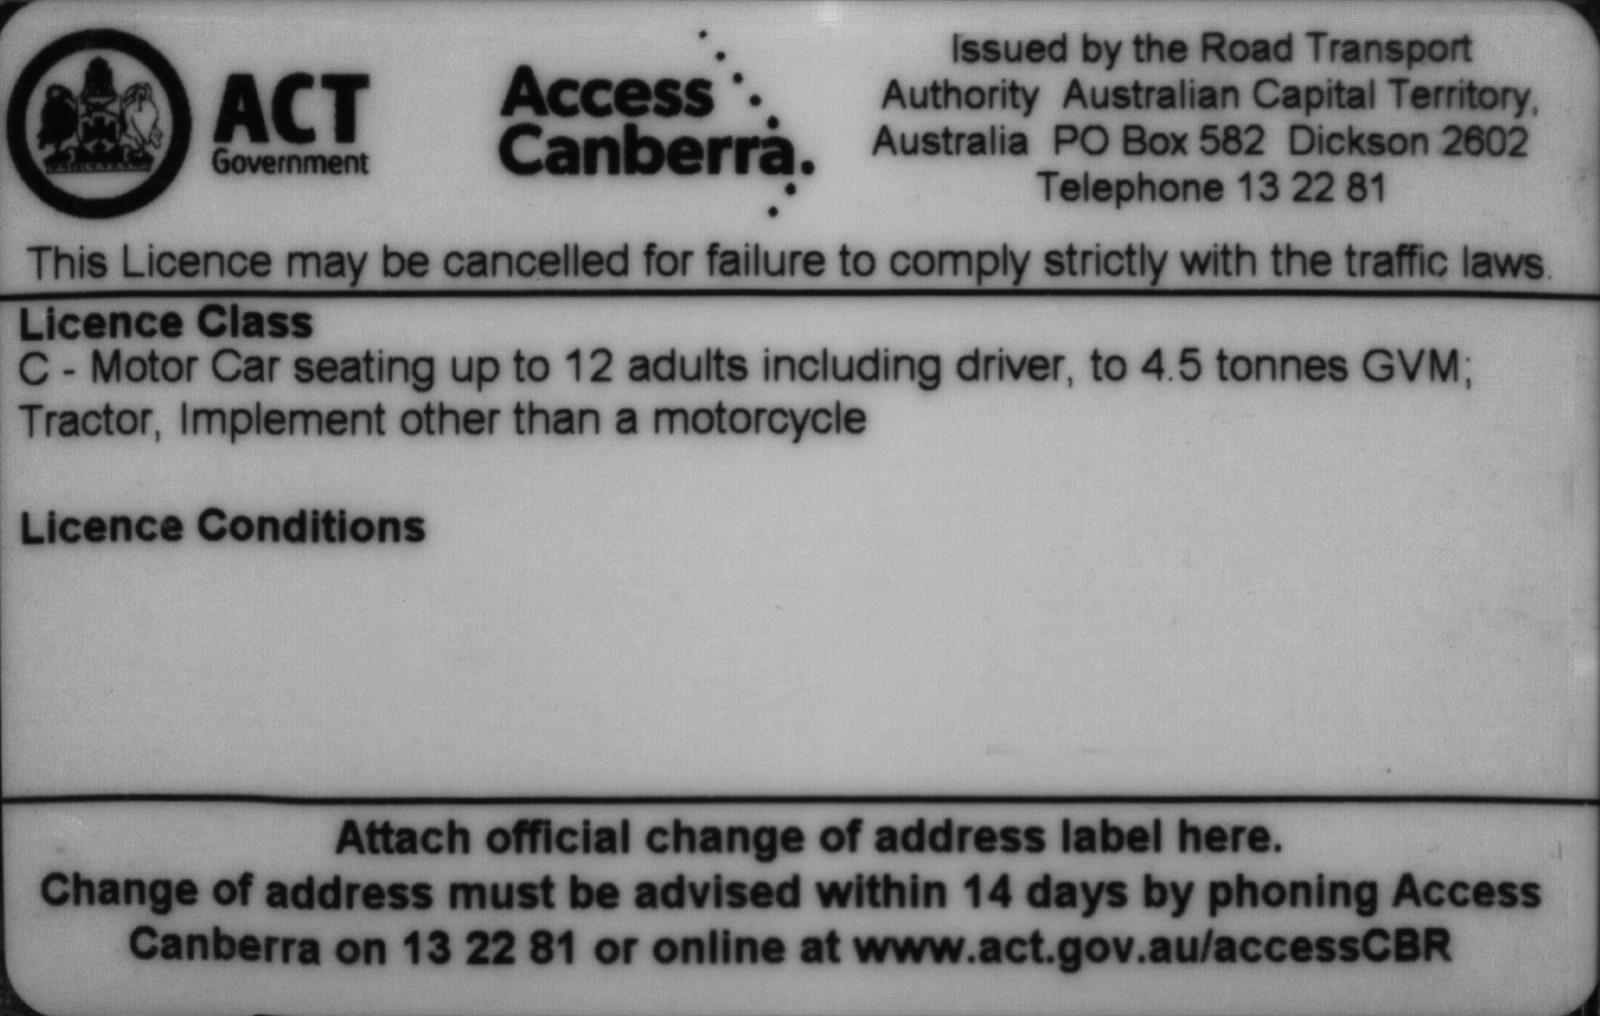 ACT
Government
Access
Canberra.
Issued by the Road Transport
Authority Australian Capital Territory,
Australia PO Box 582 Dickson 2602
Telephone 13 22 81
This Licence may be cancelled for failure to comply strictly with the traffic laws.
Licence Class
C - Motor Car seating up to 12 adults including driver, to 4.5 tonnes GVM;
Tractor, Implement other than a motorcycle
Licence Conditions
Attach official change of address label here.
Change of address must be advised within 14 days by phoning Access
Canberra on 13 22 81 or online at www.act.gov.au/accessCBR